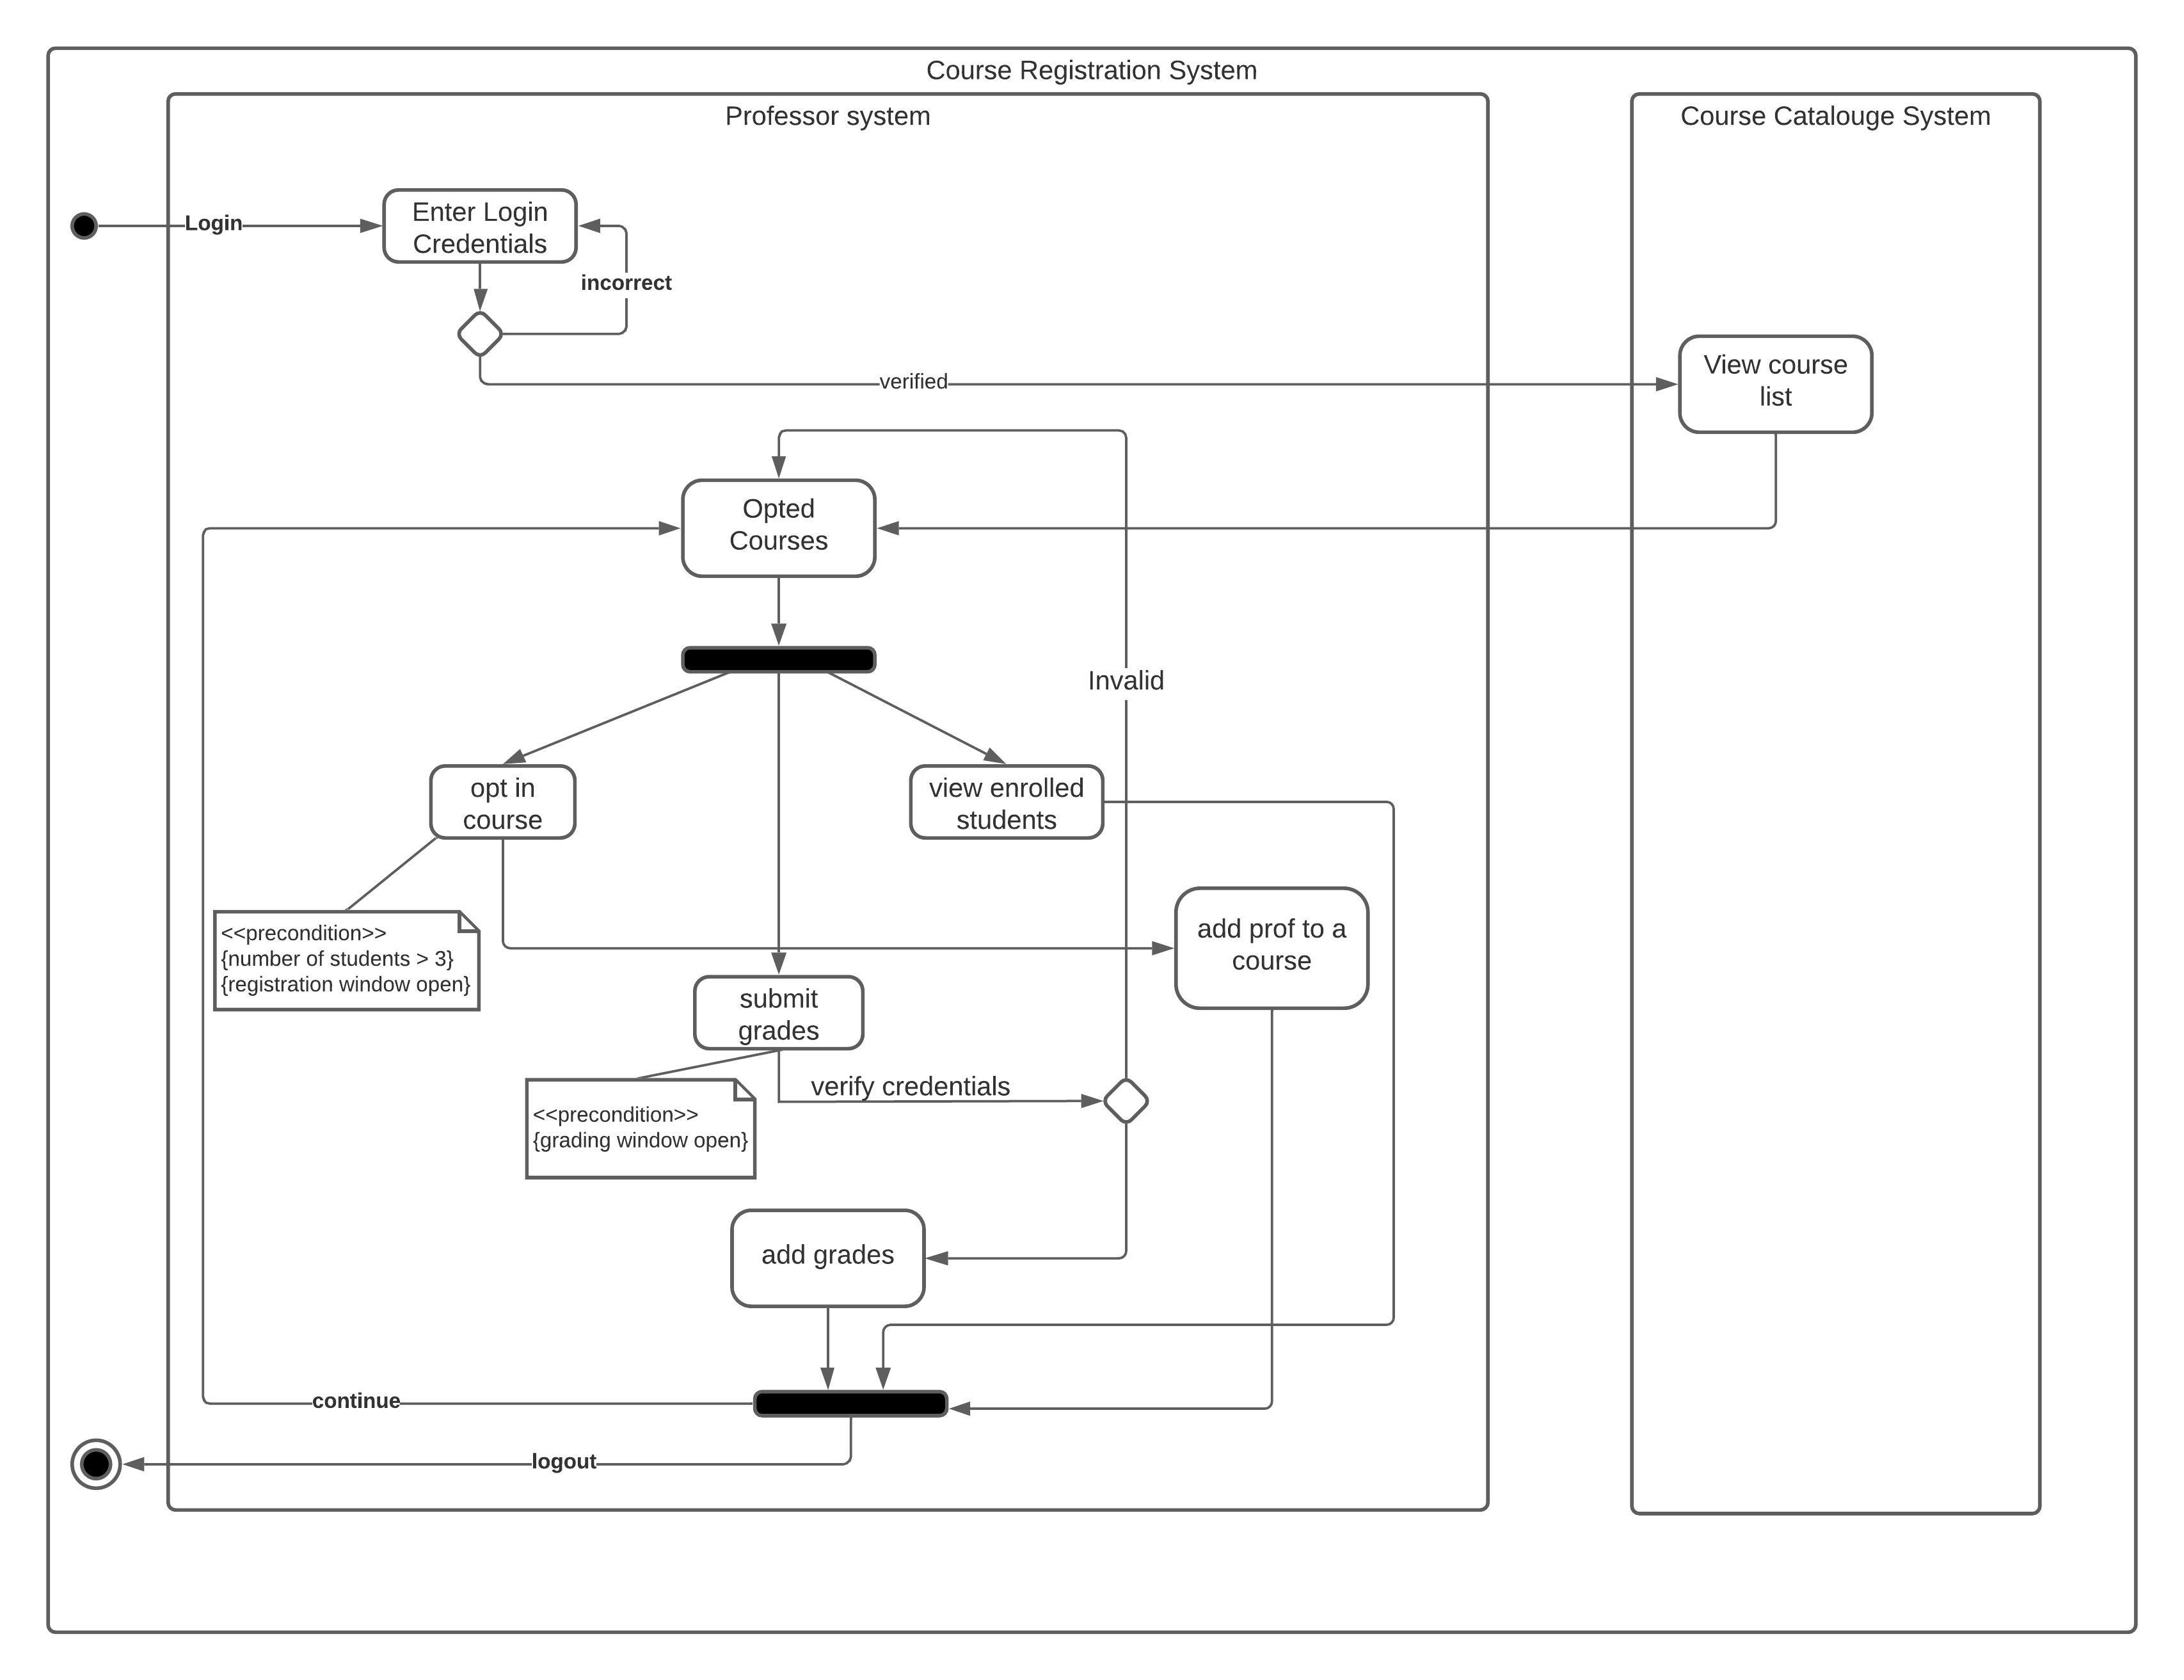 Course Registration System
Professor system
Course Catalouge System
Login
Enter Login
Credentials
incorrect
verified
View course
list
Opted
Courses
Invalid
opt in
course
view enrolled
students
<<precondition>>
{number of students > 3}
{registration window open}
add prof to a
course
submit
grades
verify credentials
<<precondition>>
{grading window open}
add grades
continue
logout